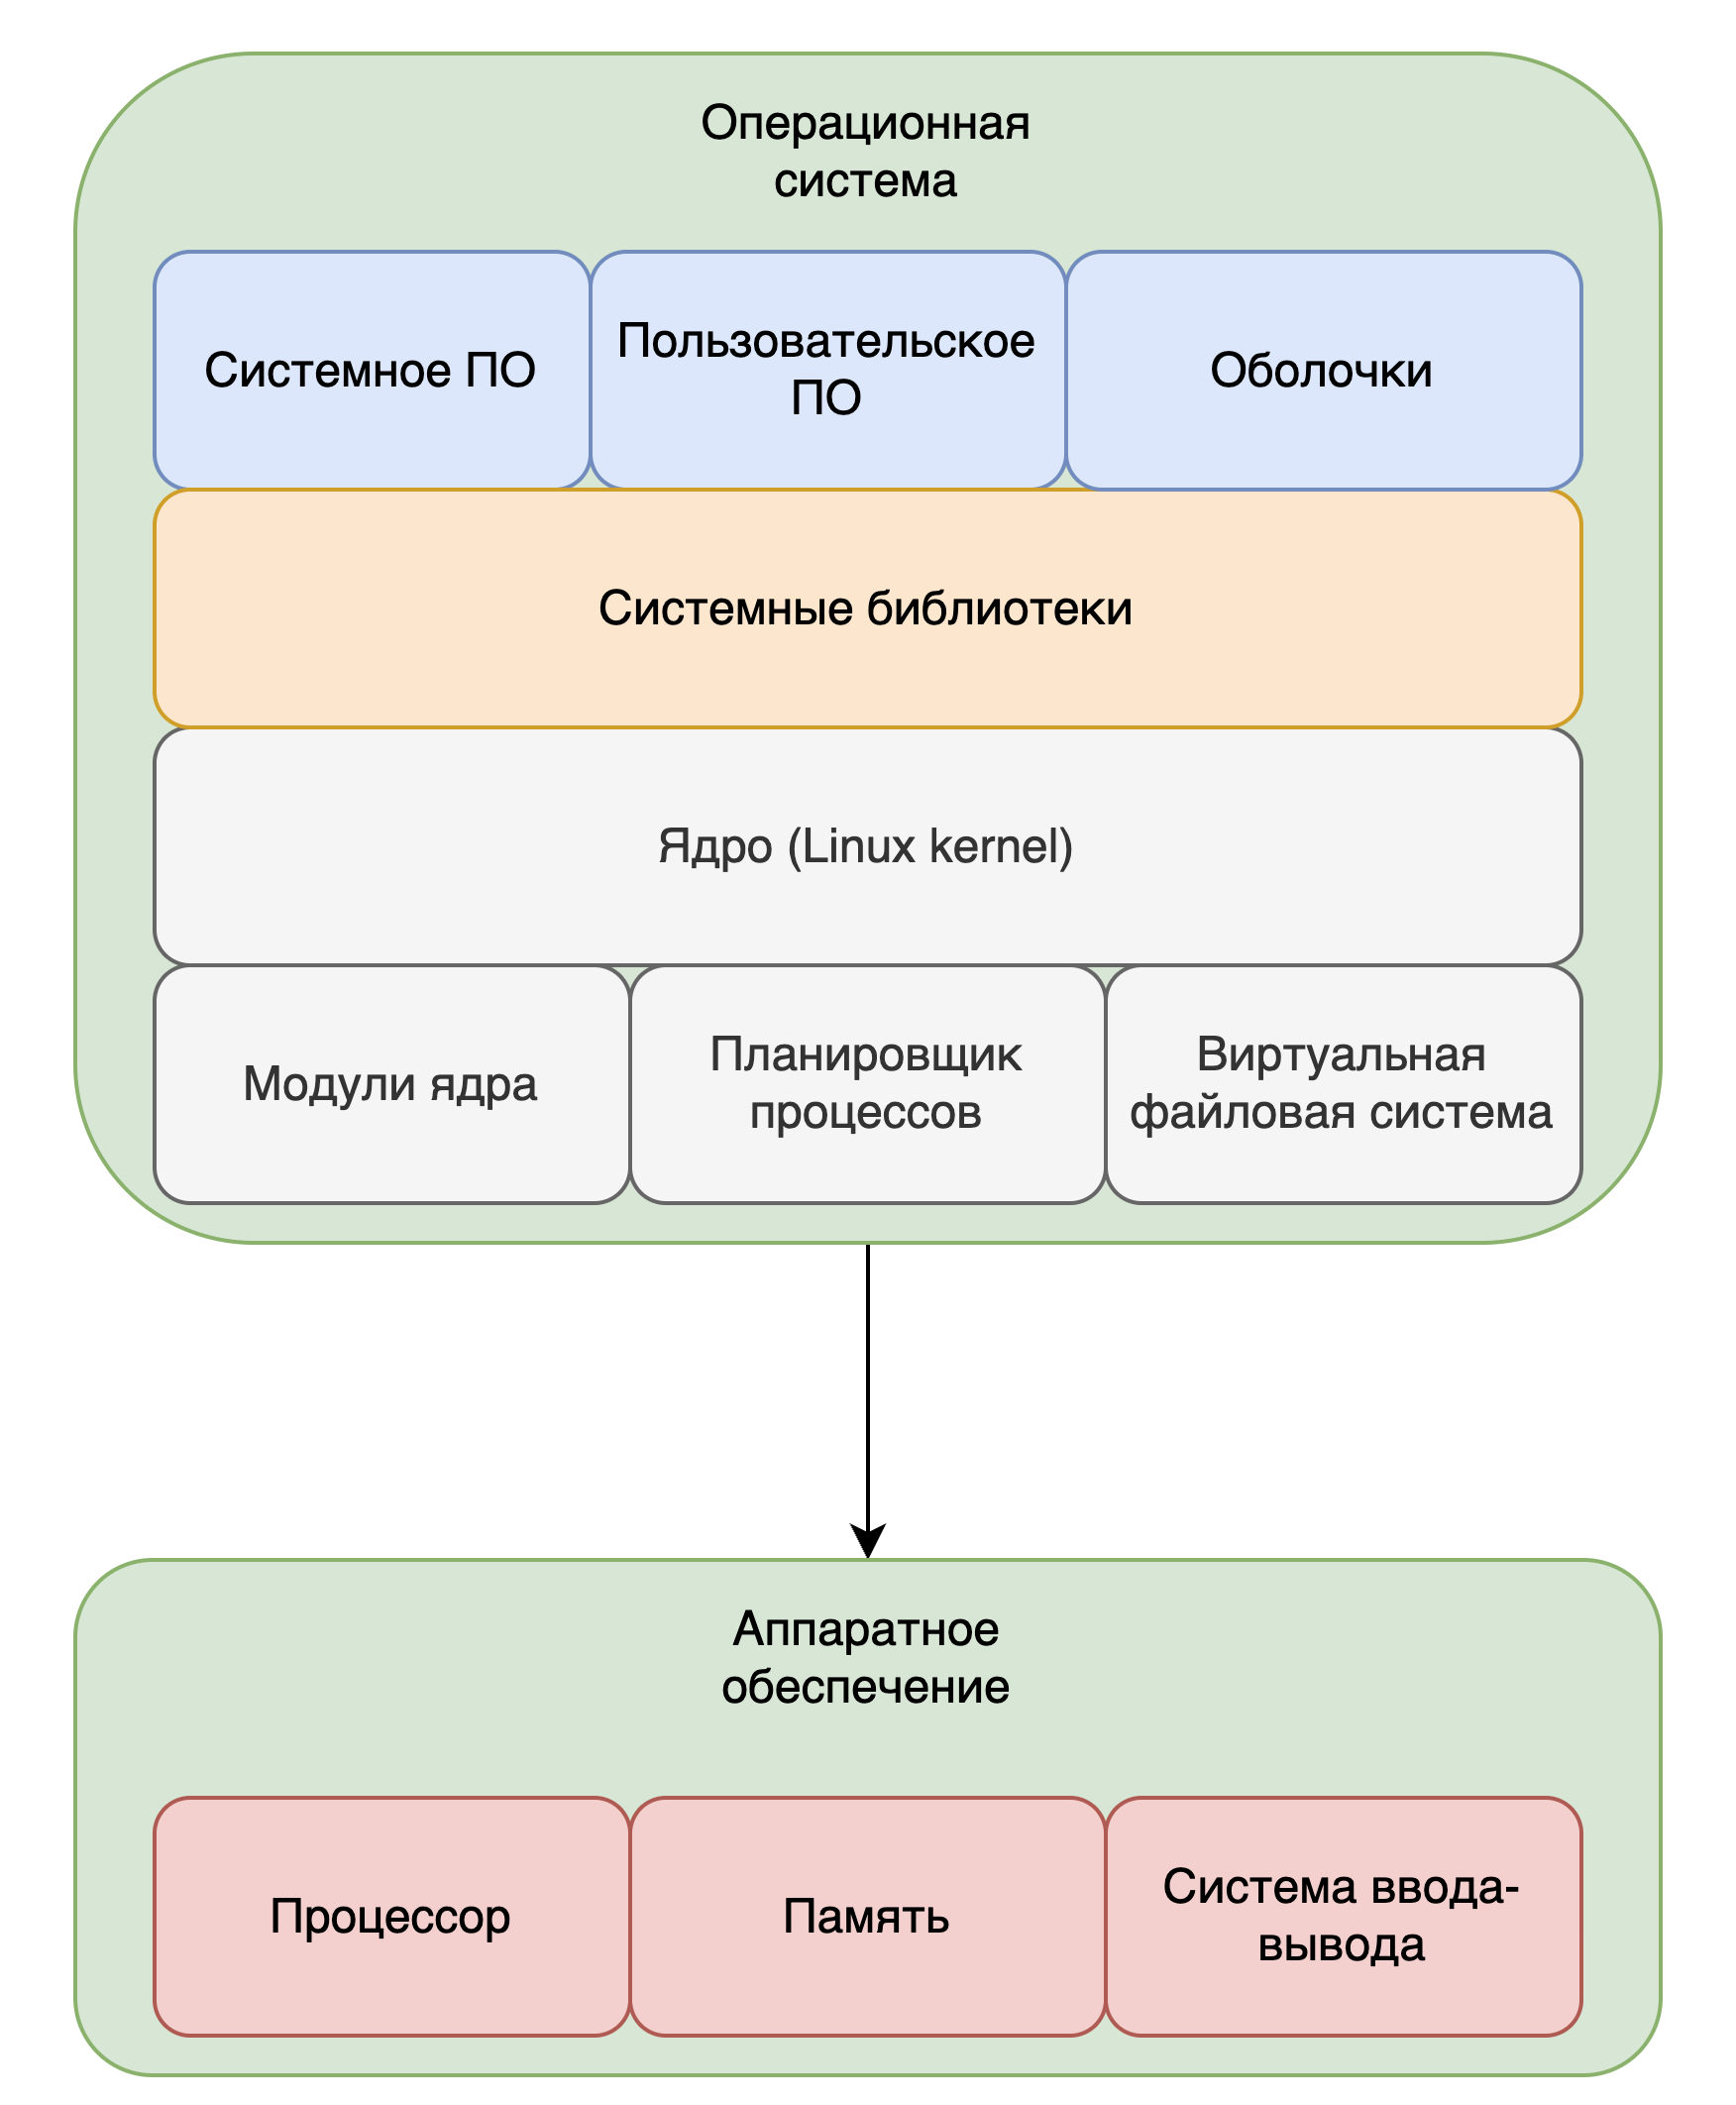 Операционная
система
Системное ПО
Пользовательское
ПО
Оболочки
Системные библиотеки
Ядро (Linux kernel)
Модули ядра
Планировщик
процессов
Виртуальная
файловая система
Аппаратное
обеспечение
Процессор
Память
Система ввода-
вывода